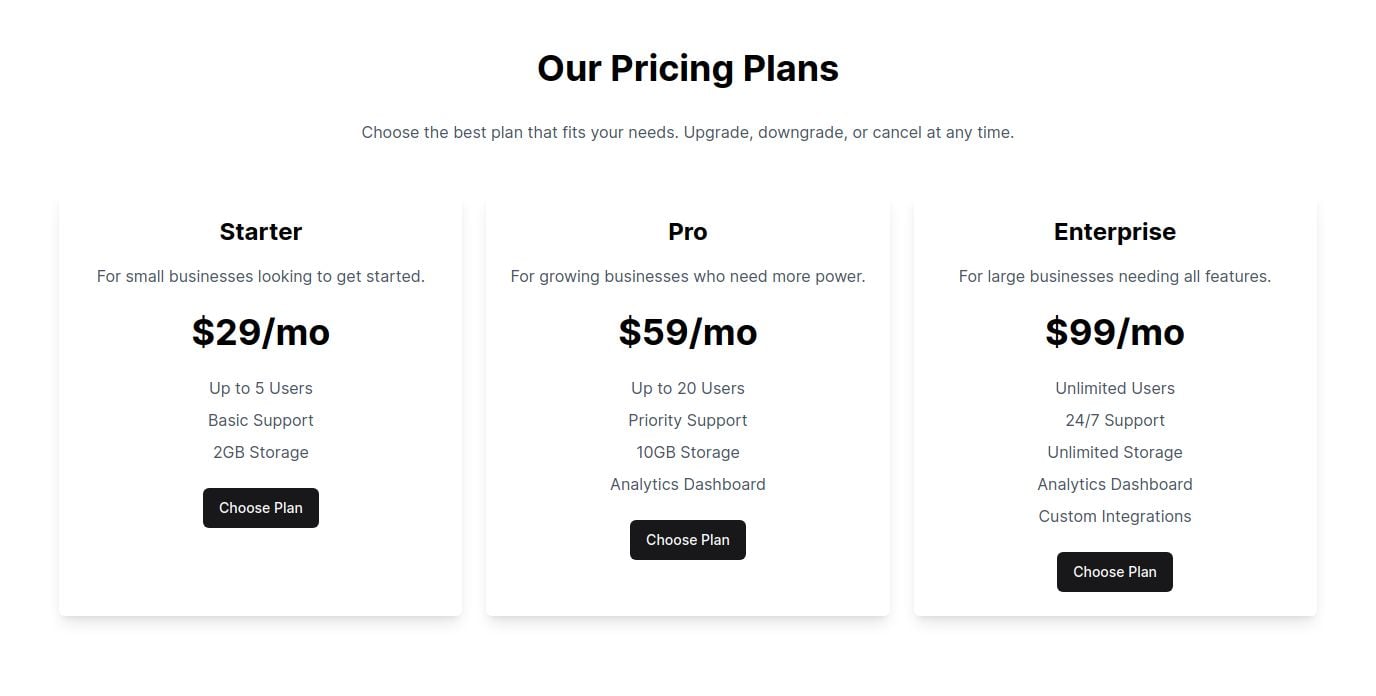 Our Pricing Plans
Choose the best plan that fits your needs. Upgrade, downgrade, or cancel at any time.
Starter
For small businesses looking to get started.
$29/mo
Up to 5 Users
Basic Support
2GB Storage
Choose Plan
Pro
For growing businesses who need more power.
$59/mo
Up to 20 Users
Priority Support
10GB Storage
Analytics Dashboard
Choose Plan
Enterprise
For large businesses needing all features.
$99/mo
Unlimited Users
24/7 Support
Unlimited Storage
Analytics Dashboard
Custom Integrations
Choose Plan